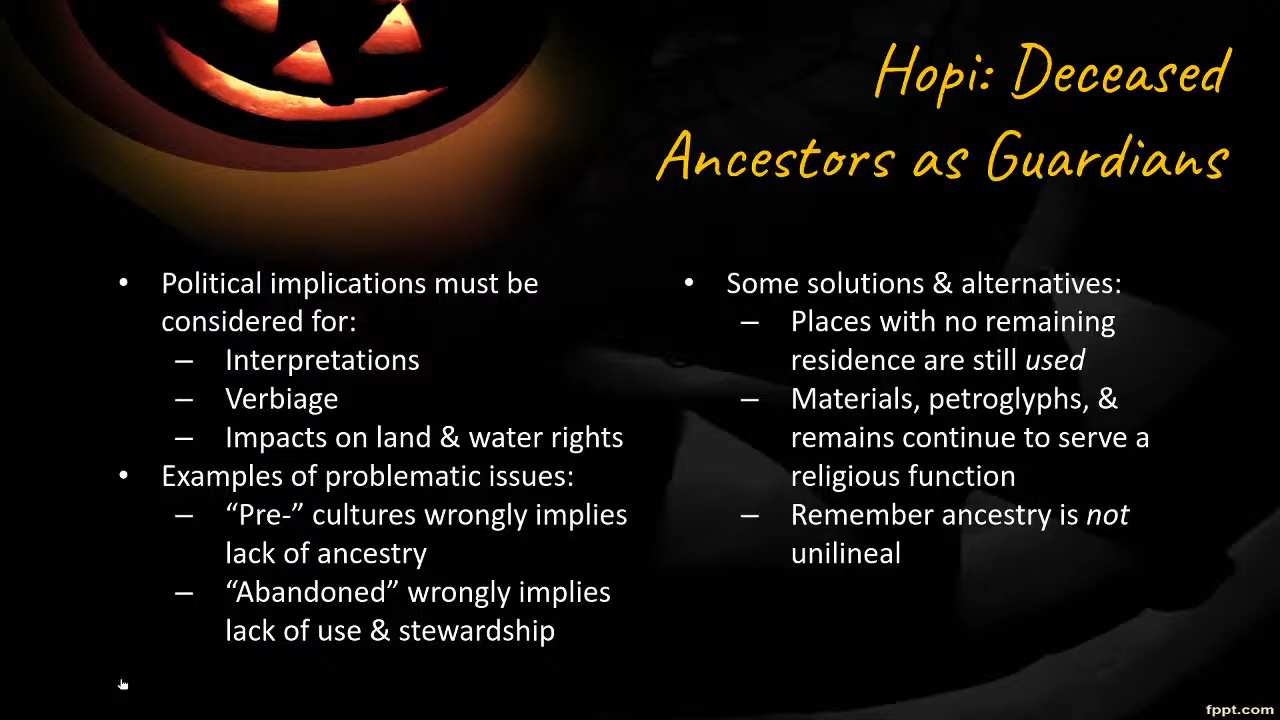 Hopi: Deceased
Ancestors as Guardians
• Political implications must be
considered for:
– Interpretations
– Verbiage
– Impacts on land & water rights
• Examples of problematic issues:
– “Pre-” cultures wrongly implies
lack of ancestry
– “Abandoned” wrongly implies
lack of use & stewardship
• Some solutions & alternatives:
– Places with no remaining
residence are still used
– Materials, petroglyphs, &
remains continue to serve a
religious function
– Remember ancestry is not
unilineal
fppt.com